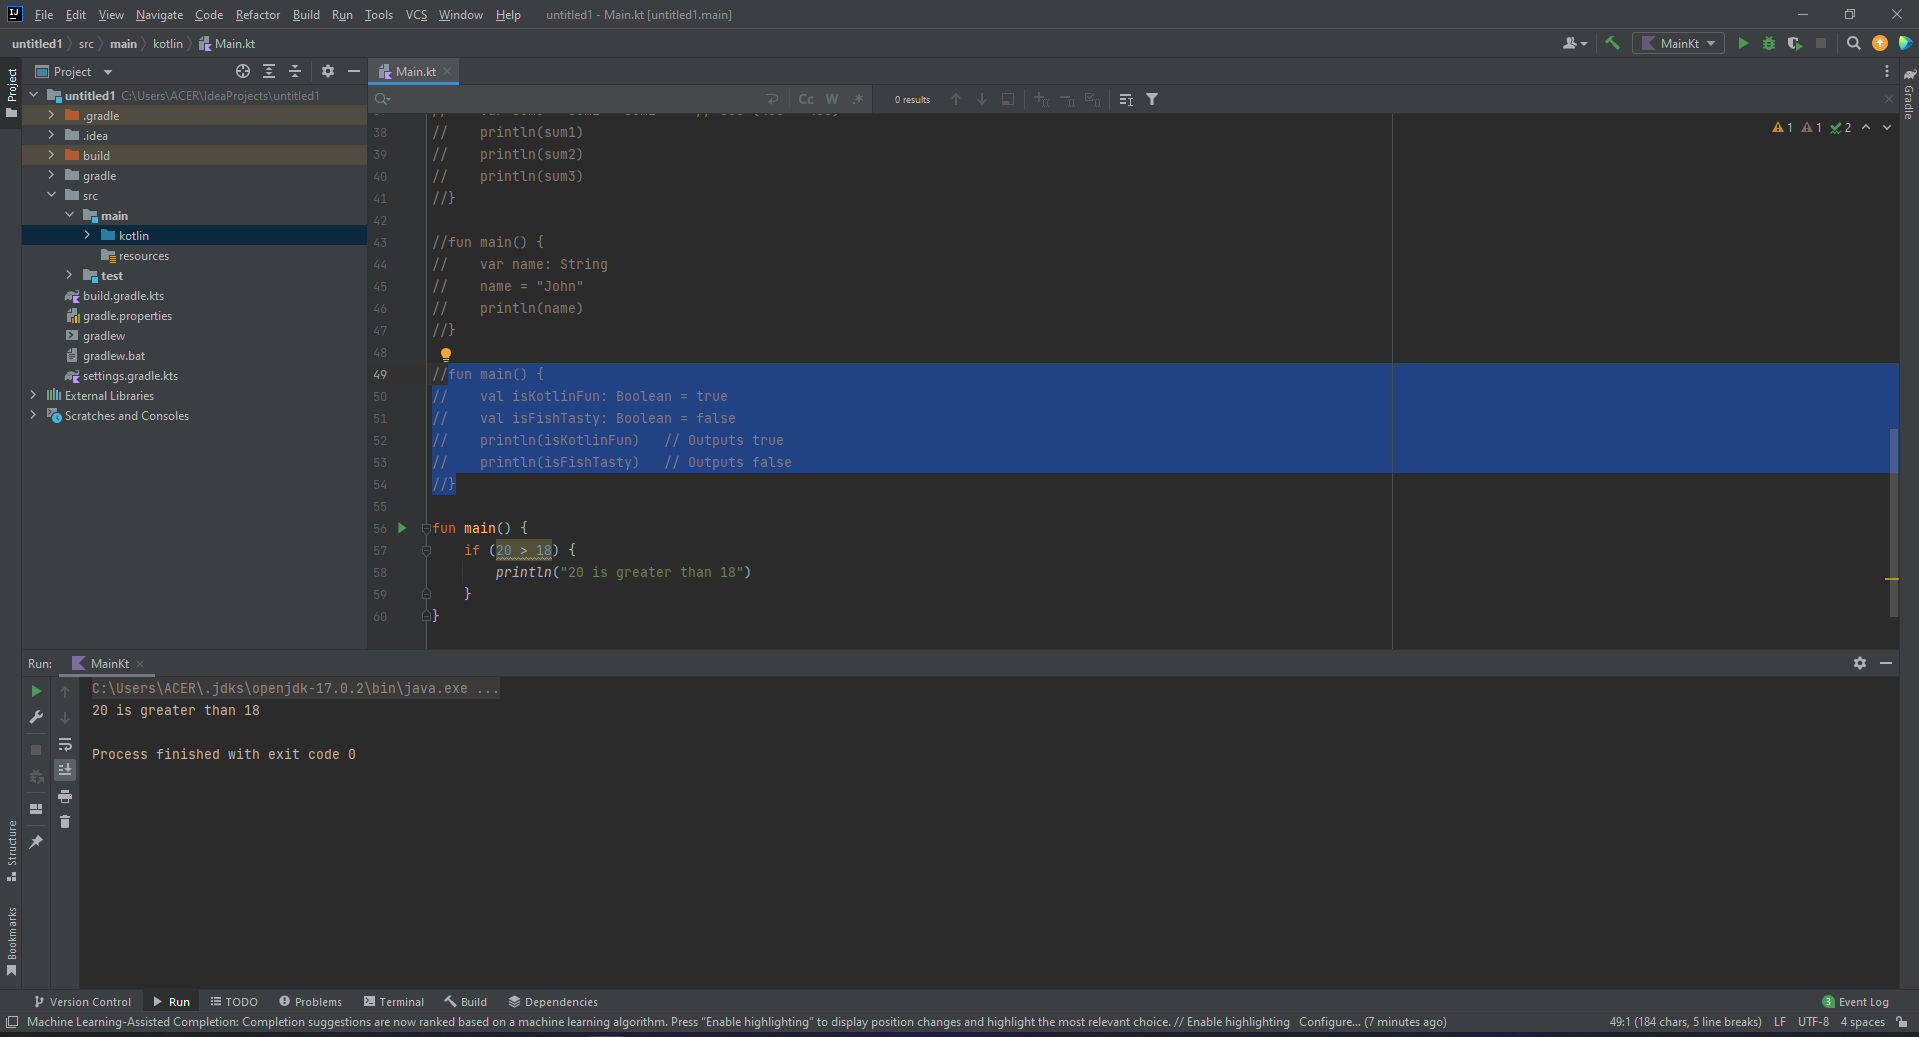 File Edit View Navigate Code Refactor Build Run Tools VCS Window Help untitled1 - Main.kt [untitled1.main]
untitled1 src main kotlin Main.kt
MainKt
Project
Main.kt
Project
Gradle
untitled1 C:\Users\ACER\IdeaProjects\untitled1
.gradle
.idea
build
gradle
src
main
kotlin
resources
test
build.gradle.kts
gradle.properties
gradlew
gradlew.bat
settings.gradle.kts
External Libraries
Scratches and Consoles
Cc W .* 0 results
1 1 2
38 //    println(sum1)
39 //    println(sum2)
40 //    println(sum3)
41 //}
42
43 //fun main() {
44 //    var name: String
45 //    name = "John"
46 //    println(name)
47 //}
48
49 //fun main() {
50 //    val isKotlinFun: Boolean = true
51 //    val isFishTasty: Boolean = false
52 //    println(isKotlinFun)   // Outputs true
53 //    println(isFishTasty)   // Outputs false
54 //}
55
56 fun main() {
57     if (20 > 18) {
58         println("20 is greater than 18")
59     }
60 }
Run: MainKt
C:\Users\ACER\.jdks\openjdk-17.0.2\bin\java.exe ...
20 is greater than 18
Process finished with exit code 0
Structure
Bookmarks
Version Control Run TODO Problems Terminal Build Dependencies 3 Event Log
Machine Learning-Assisted Completion: Completion suggestions are now ranked based on a machine learning algorithm. Press "Enable highlighting" to display position changes and highlight the most relevant choice. // Enable highlighting Configure... (7 minutes ago) 49:1 (184 chars, 5 line breaks) LF UTF-8 4 spaces